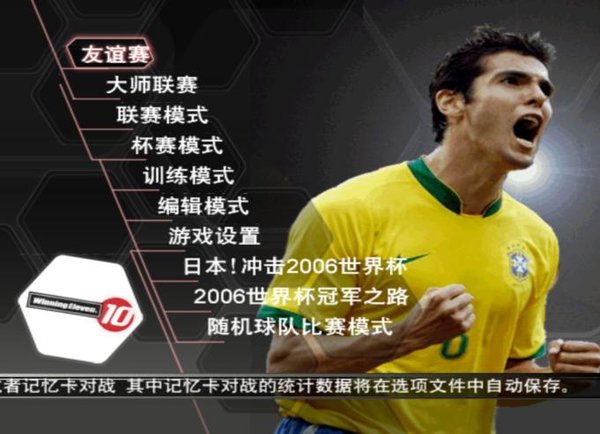 友谊赛
大师联赛
联赛模式
杯赛模式
训练模式
编辑模式
游戏设置
日本!冲击2006世界杯
2006世界杯冠军之路
随机球队比赛模式
Winning Eleven. 10
者记忆卡对战 其中记忆卡对战的统计数据将在选项文件中自动保存。